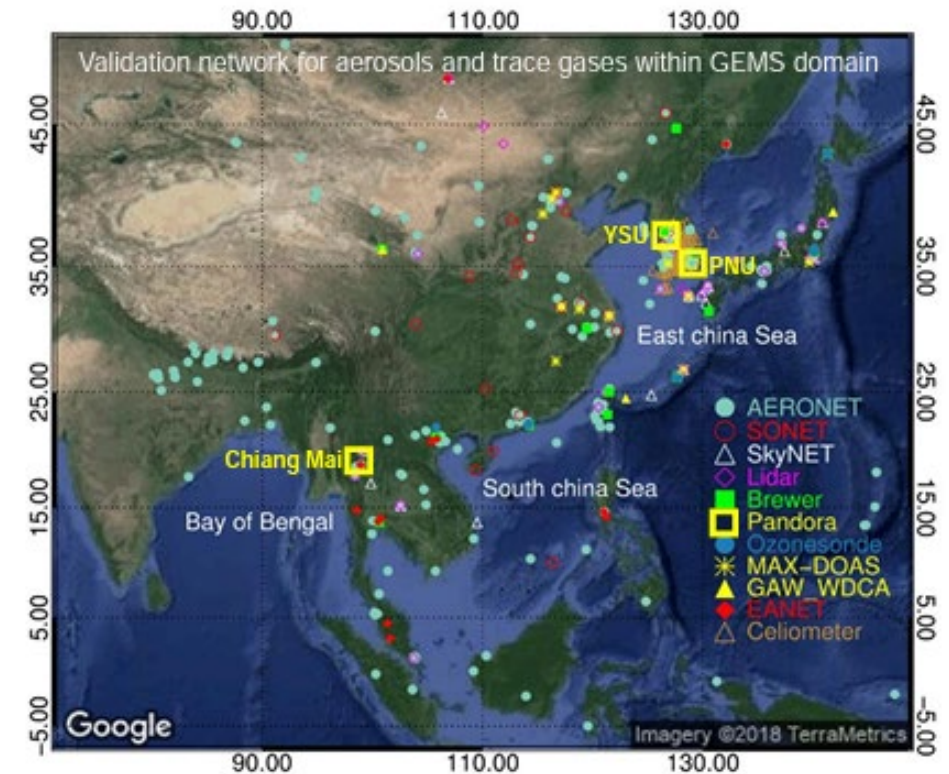 90.00 110.00 130.00
Validation network for aerosols and trace gases within GEMS domain
45.00 45.00
YSU
PNU
35.00 35.00
East china Sea
25.00 25.00
AERONET
SONET
SkyNET
Chiang Mai
Lidar
South china Sea
Brewer
15.00 15.00
Bay of Bengal
Pandora
Ozonesonde
MAX-DOAS
GAW_WDCA
EANET
5.00 5.00
Celiometer
-5.00 -5.00
Google
Imagery ©2018 TerraMetrics
90.00 110.00 130.00